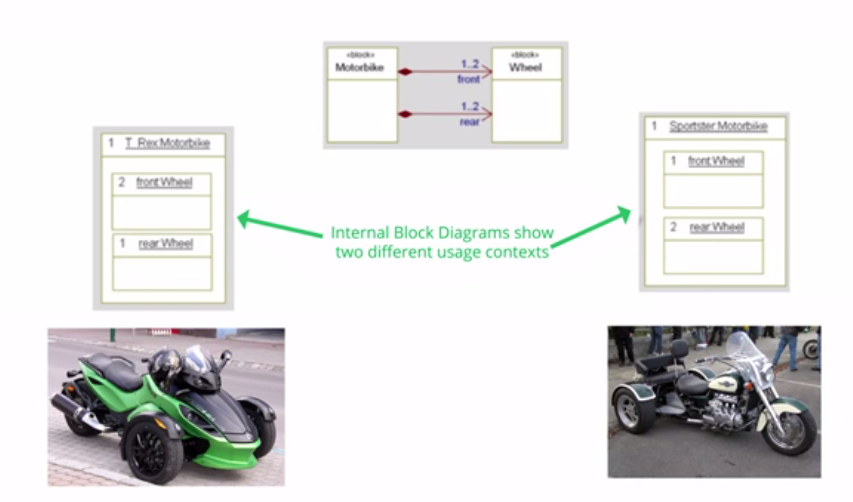 «block»
Motorbike
«block»
Wheel
1..2
front
1..2
rear
1 T_Rex:Motorbike
2 front:Wheel
1 rear:Wheel
1 Sportster:Motorbike
1 front:Wheel
2 rear:Wheel
Internal Block Diagrams show
two different usage contexts